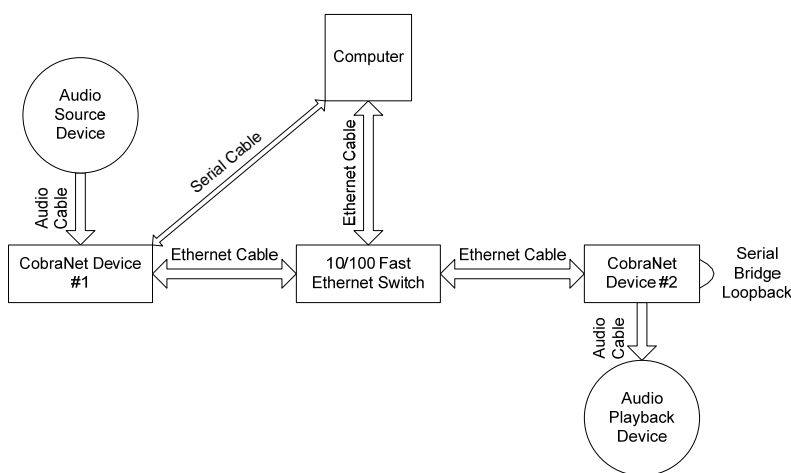 Computer
Audio
Source
Device
Serial Cable
Ethernet Cable
Audio
Cable
CobraNet Device
#1
Ethernet Cable
10/100 Fast
Ethernet Switch
Ethernet Cable
CobraNet
Device #2
Serial
Bridge
Loopback
Audio
Cable
Audio
Playback
Device